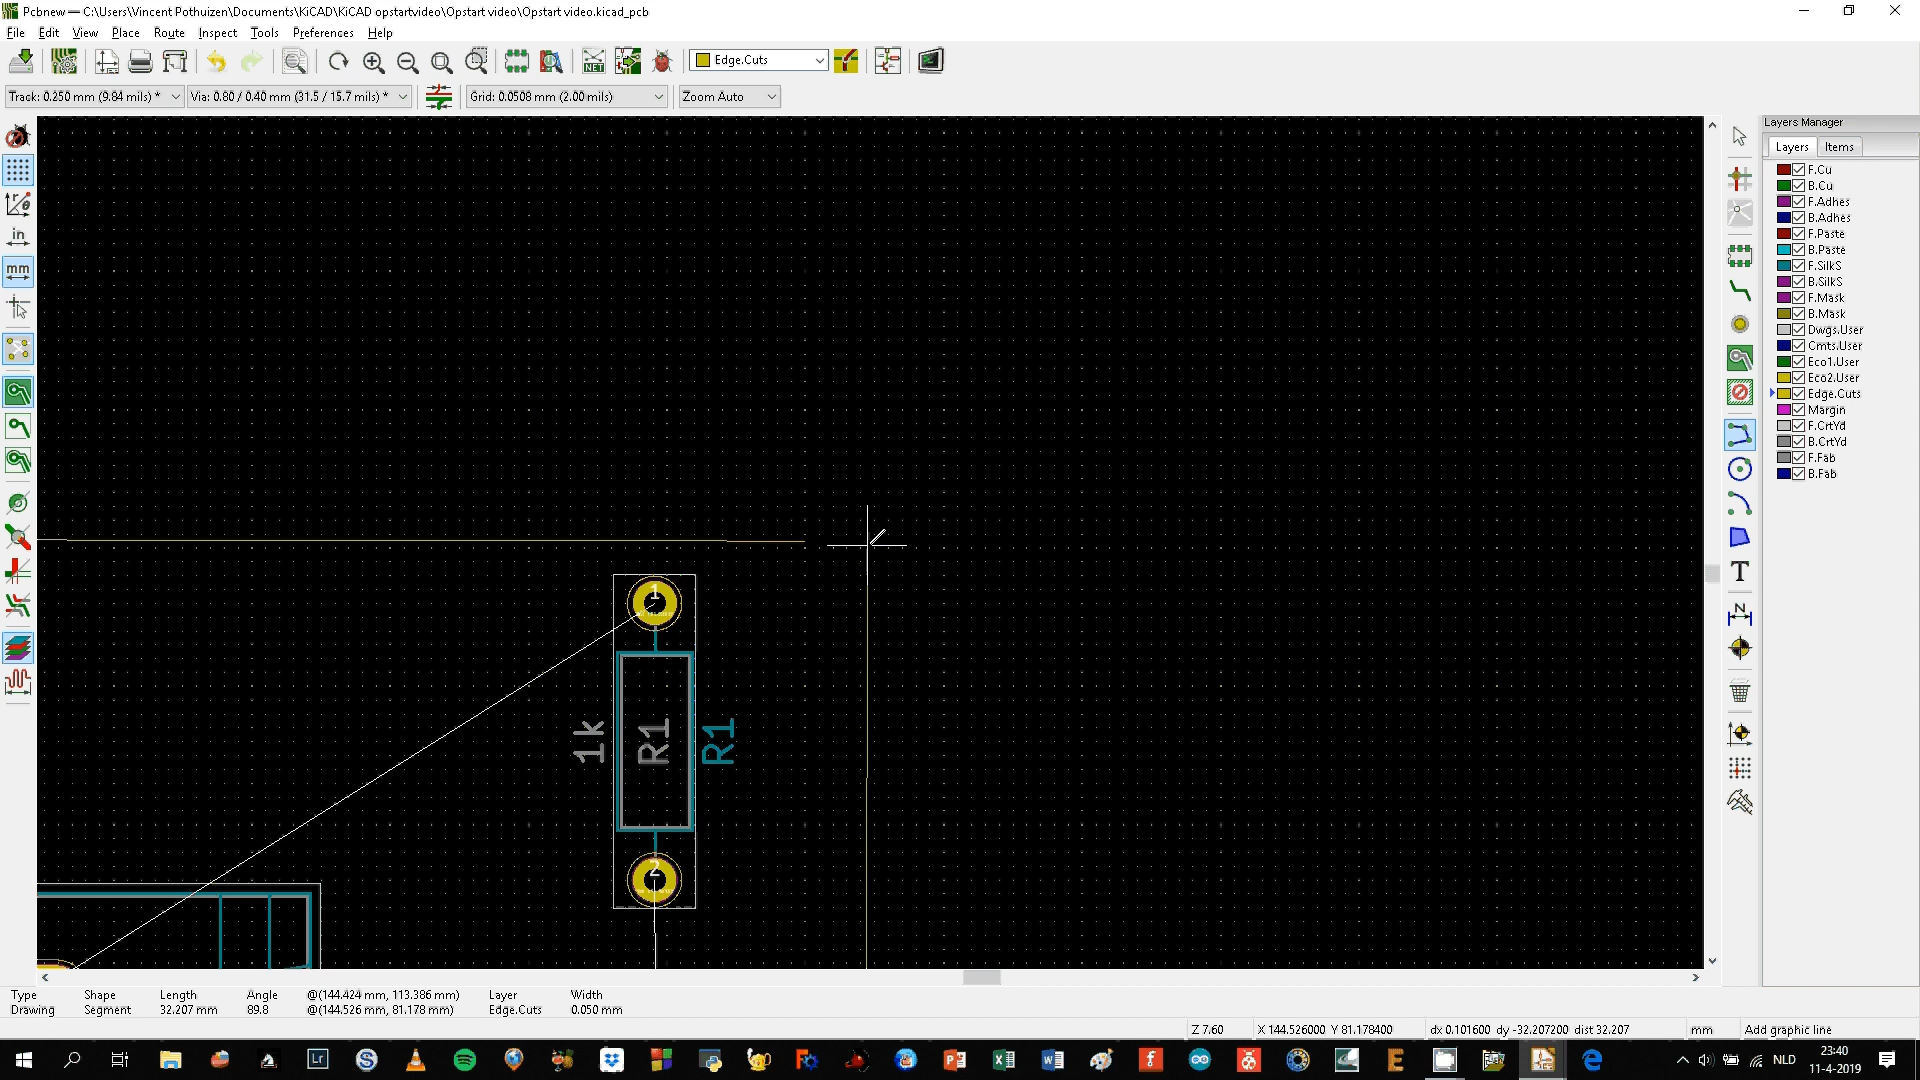 Pcbnew — C:\Users\Vincent Pothuizen\Documents\KiCAD\KiCAD opstartvideo\Opstart video\Opstart video.kicad_pcb
File Edit View Place Route Inspect Tools Preferences Help
NET Edge.Cuts
Track: 0.250 mm (9.84 mils) * Via: 0.80 / 0.40 mm (31.5 / 15.7 mils) * Grid: 0.0508 mm (2.00 mils) Zoom Auto
in
mm
1
1k
R1
R1
2
T
N
Layers Manager
Layers Items
F.Cu
B.Cu
F.Adhes
B.Adhes
F.Paste
B.Paste
F.SilkS
B.SilkS
F.Mask
B.Mask
Dwgs.User
Cmts.User
Eco1.User
Eco2.User
Edge.Cuts
Margin
F.CrtYd
B.CrtYd
F.Fab
B.Fab
Type Shape Length Angle @(144.424 mm, 113.386 mm) Layer Width
Drawing Segment 32.207 mm 89.8 @(144.526 mm, 81.178 mm) Edge.Cuts 0.050 mm
Z 7.60 X 144.526000 Y 81.178400 dx 0.101600 dy -32.207200 dist 32.207 mm Add graphic line
Lr
NLD
23:40
11-4-2019